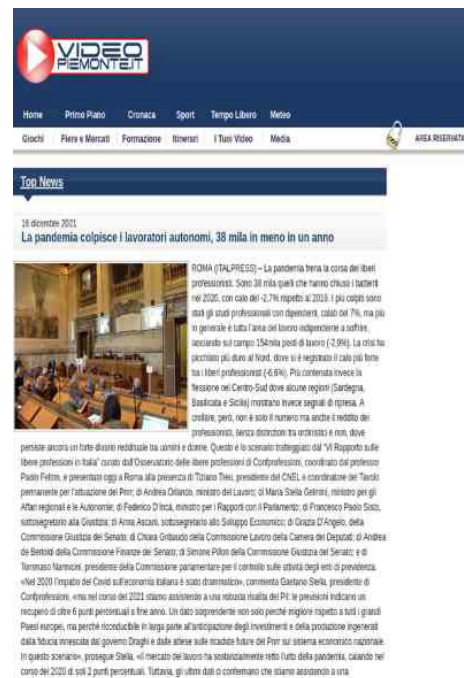 VIDEO
PIEMONTE.IT
Home Primo Piano Cronaca Sport Tempo Libero Meteo
Giochi Fiere e Mercati Formazione Itinerari I Tuoi Video Media AREA RISERVATA
Top News
16 dicembre 2021
La pandemia colpisce i lavoratori autonomi, 38 mila in meno in un anno
ROMA (ITALPRESS) – La pandemia frena la corsa dei liberi
professionisti. Sono 38 mila quelli che hanno chiuso i battenti
nel 2020, con calo del -2,7% rispetto al 2019. I più colpiti sono
stati gli studi professionali con dipendenti, calati del 7%, ma più
in generale è tutta l'area del lavoro indipendente a soffrire,
lasciando sul campo 154mila posti di lavoro (-2,9%). La crisi ha
picchiato più duro al Nord, dove si è registrato il calo più forte
tra i liberi professionisti (-6,6%). Più contenuta invece la
flessione nel Centro-Sud dove alcune regioni (Sardegna,
Basilicata e Sicilia) mostrano invece segnali di ripresa. A
crollare, però, non è solo il numero ma anche il reddito dei
professionisti, senza distinzioni tra ordinistici e non, dove
persiste ancora un forte divario reddituale tra uomini e donne. Questo è lo scenario tratteggiato dal "VI Rapporto sulle
libere professioni in Italia" curato dall'Osservatorio delle libere professioni di Confprofessioni, coordinato dal professor
Paolo Feltrin, e presentato oggi a Roma alla presenza di Tiziano Treu, presidente del CNEL e coordinatore del Tavolo
permanente per l'attuazione del Pnrr; di Andrea Orlando, ministro del Lavoro; di Maria Stella Gelmini, ministro per gli
Affari regionali e le Autonomie; di Federico D'Incà, ministro per i Rapporti con il Parlamento; di Francesco Paolo Sisto,
sottosegretario alla Giustizia; di Anna Ascani, sottosegretario allo Sviluppo Economico; di Grazia D'Angelo, della
Commissione Giustizia del Senato; di Chiara Gribaudo della Commissione Lavoro della Camera dei Deputati; di Andrea
de Bertoldi della Commissione Finanze del Senato; di Simone Pillon della Commissione Giustizia del Senato; e di
Tommaso Nannicini, presidente della Commissione parlamentare per il controllo sulle attività degli enti di previdenza.
«Nel 2020 l'impatto del Covid sull'economia italiana è stato drammatico», commenta Gaetano Stella, presidente di
Confprofessioni, «ma nel corso del 2021 stiamo assistendo a una robusta risalita del Pil: le previsioni indicano un
recupero di oltre 6 punti percentuali a fine anno. Un dato sorprendente non solo perché migliore rispetto a tutti i grandi
Paesi europei, ma perché riconducibile in larga parte all'anticipazione degli investimenti e della produzione ingenerati
dalla fiducia innescata dal governo Draghi e dalle attese sulle ricadute future del Pnrr sul sistema economico nazionale.
In questo scenario», prosegue Stella, «il mercato del lavoro ha sostanzialmente retto l'urto della pandemia, calando nel
corso del 2020 di soli 2 punti percentuali. Tuttavia, gli ultimi dati ci confermano che stiamo assistendo a una